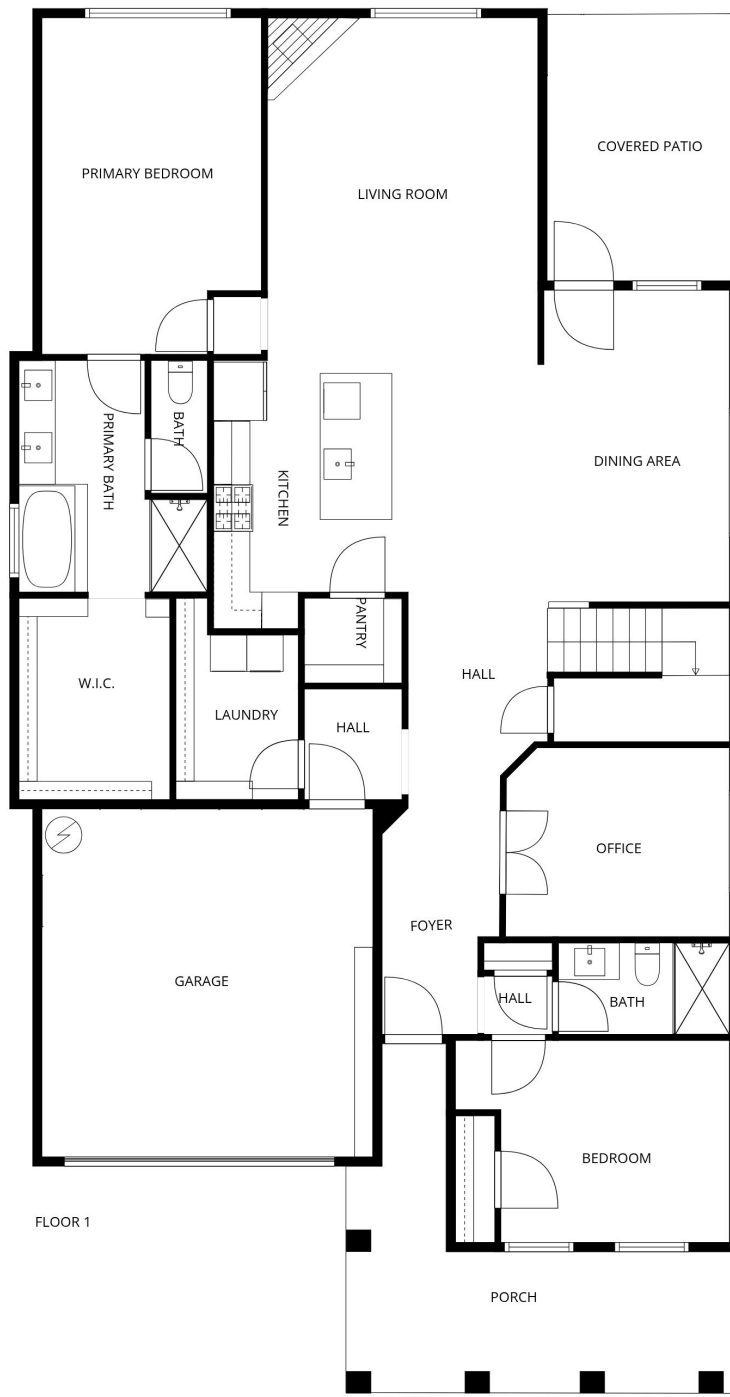 COVERED PATIO
PRIMARY BEDROOM
LIVING ROOM
BATH
PRIMARY BATH
DINING AREA
KITCHEN
PANTRY
HALL
W.I.C.
LAUNDRY
HALL
OFFICE
FOYER
GARAGE
HALL
BATH
BEDROOM
FLOOR 1
PORCH